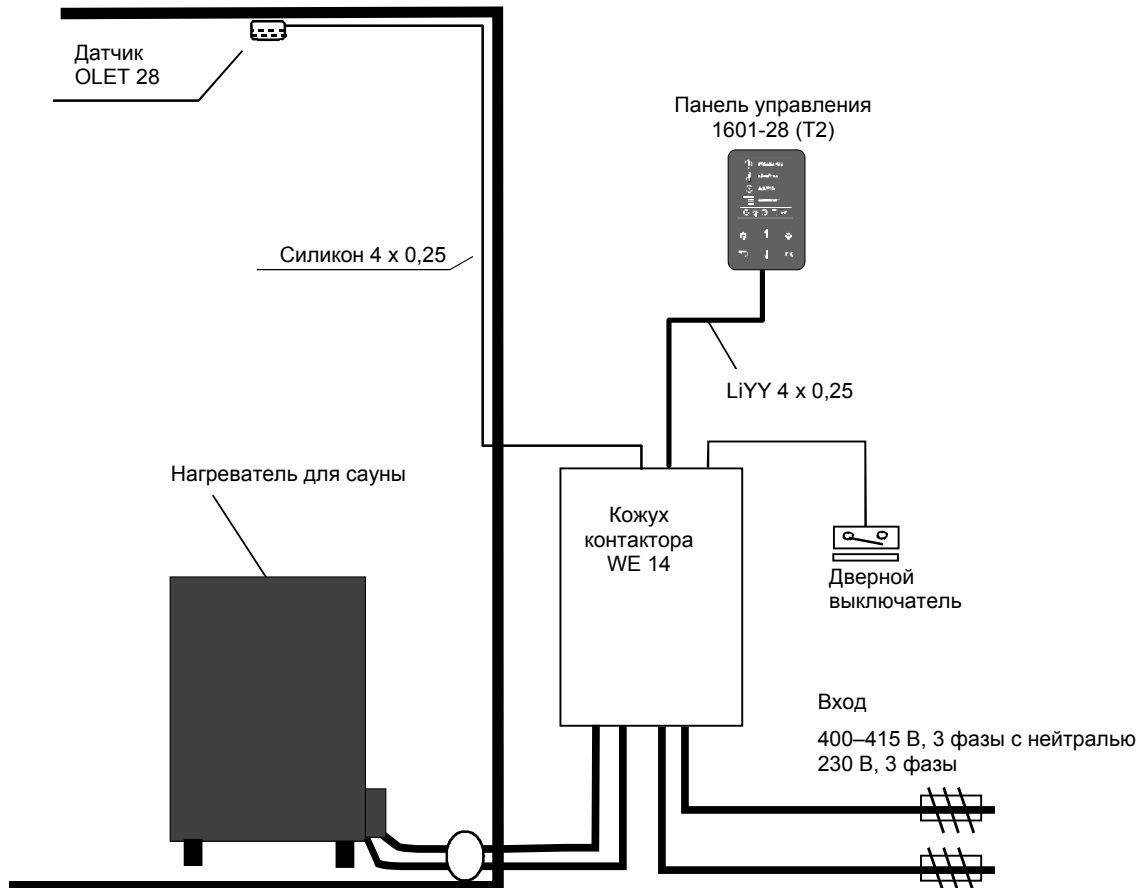 Датчик
OLET 28
Панель управления
1601-28 (T2)
Силикон 4 x 0,25
LiYY 4 x 0,25
Нагреватель для сауны
Кожух
контактора
WE 14
Дверной
выключатель
Вход
400–415 В, 3 фазы с нейтралью
230 В, 3 фазы